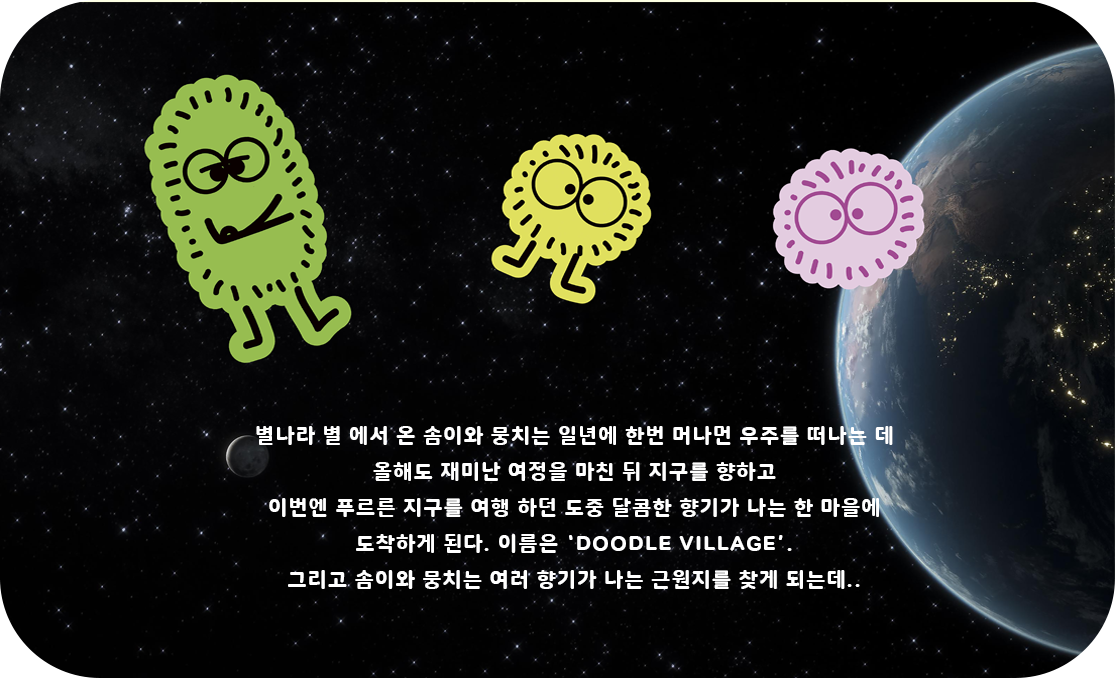 별나라 별 에서 온 솜이와 뭉치는 일년에 한번 머나먼 우주를 떠나는 데
올해도 재미난 여정을 마친 뒤 지구를 향하고
이번엔 푸르른 지구를 여행 하던 도중 달콤한 향기가 나는 한 마을에
도착하게 된다. 이름은 ‘DOODLE VILLAGE’.
그리고 솜이와 뭉치는 여러 향기가 나는 근원지를 찾게 되는데..